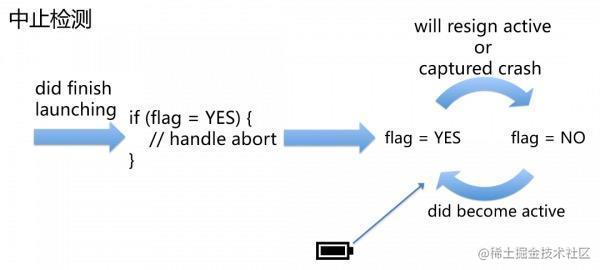 中止检测
did finish
launching
if (flag = YES) {
// handle abort
}
will resign active
or
captured crash
flag = YES
flag = NO
did become active
@稀土掘金技术社区